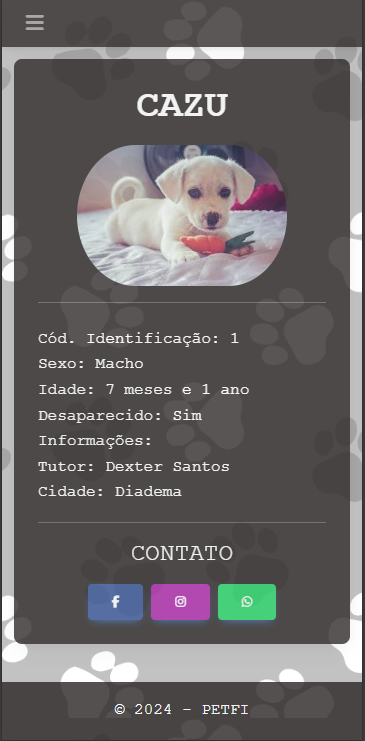 CAZU
Cód. Identificação: 1
Sexo: Macho
Idade: 7 meses e 1 ano
Desaparecido: Sim
Informações:
Tutor: Dexter Santos
Cidade: Diadema
CONTATO
© 2024 - PETFI